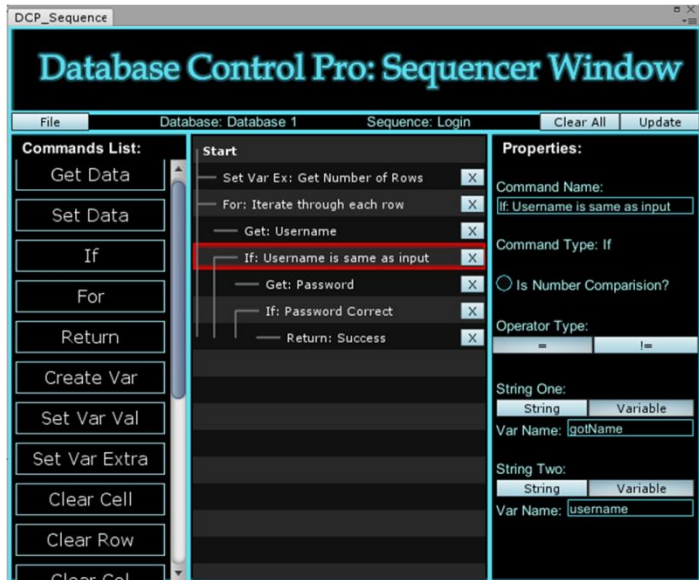 DCP_Sequence
Database Control Pro: Sequencer Window
File
Database: Database 1
Sequence: Login
Clear All
Update
Commands List:
Get Data
Set Data
If
For
Return
Create Var
Set Var Val
Set Var Extra
Clear Cell
Clear Row
Clear Col
Start
Set Var Ex: Get Number of Rows X
For: Iterate through each row X
Get: Username X
If: Username is same as input X
Get: Password X
If: Password Correct X
Return: Success X
Properties:
Command Name:
If: Username is same as input
Command Type: If
Is Number Comparision?
Operator Type:
= !=
String One:
String Variable
Var Name: gotName
String Two:
String Variable
Var Name: username